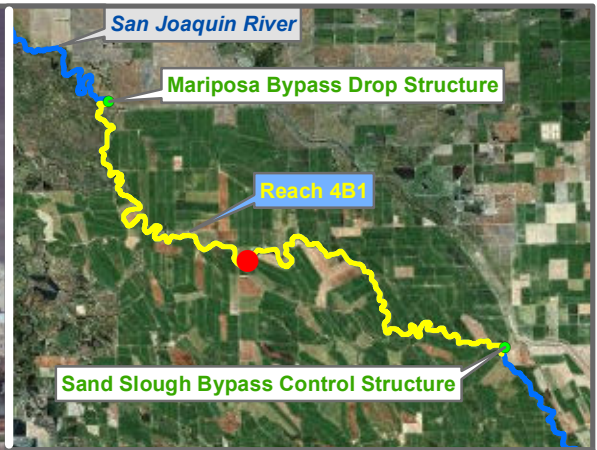 San Joaquin River
Mariposa Bypass Drop Structure
Reach 4B1
Sand Slough Bypass Control Structure